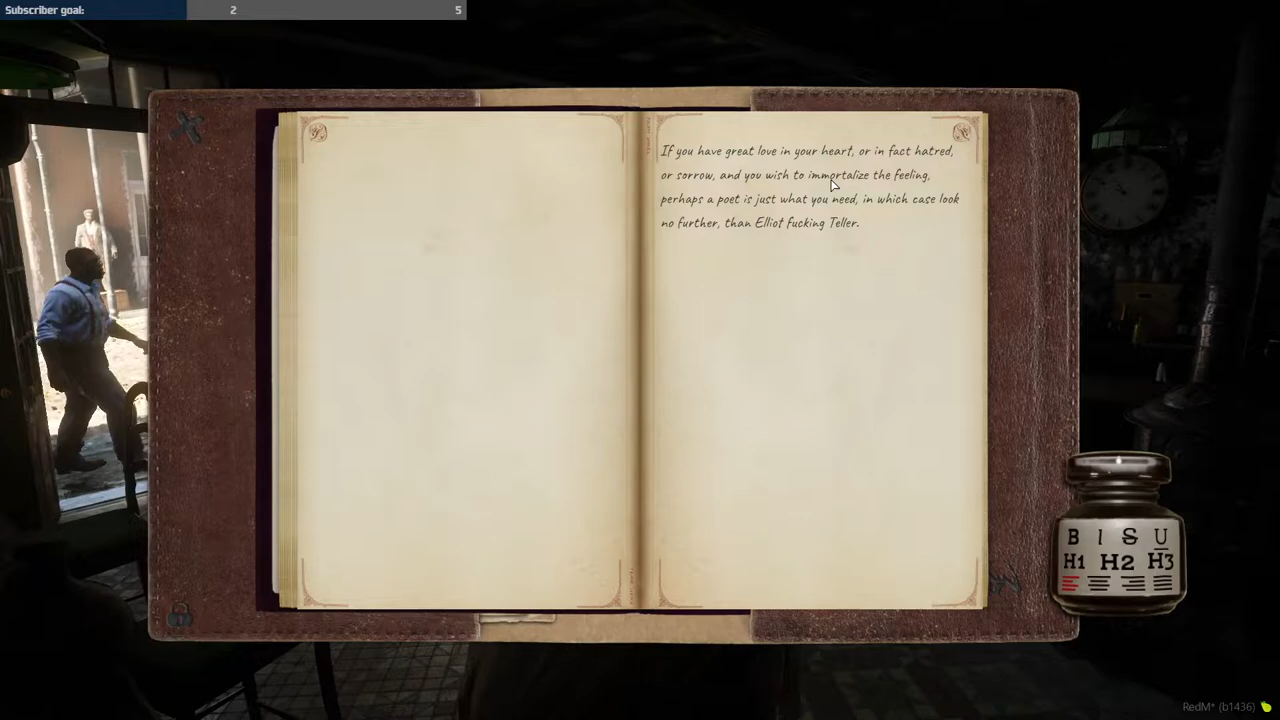 Subscriber goal: 2 5
If you have great love in your heart, or in fact hatred,
or sorrow, and you wish to immortalize the feeling,
perhaps a poet is just what you need, in which case look
no further, than Elliot fucking Teller.
B I S U
H1 H2 H3
RedM* (b1436)